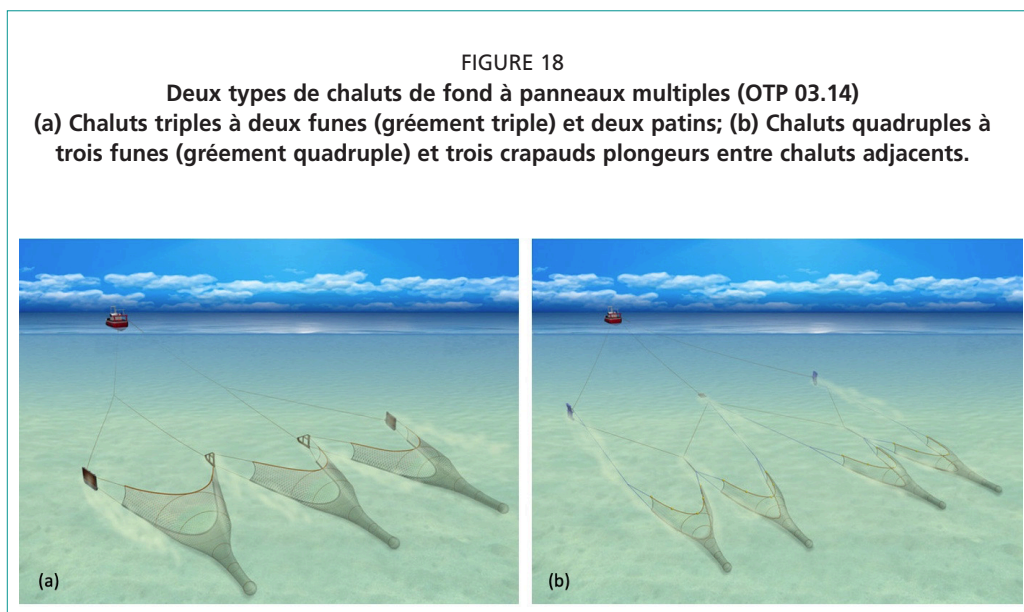 FIGURE 18
Deux types de chaluts de fond à panneaux multiples (OTP 03.14)
(a) Chaluts triples à deux funes (gréement triple) et deux patins; (b) Chaluts quadruples à
trois funes (gréement quadruple) et trois crapauds plongeurs entre chaluts adjacents.
(a)
(b)